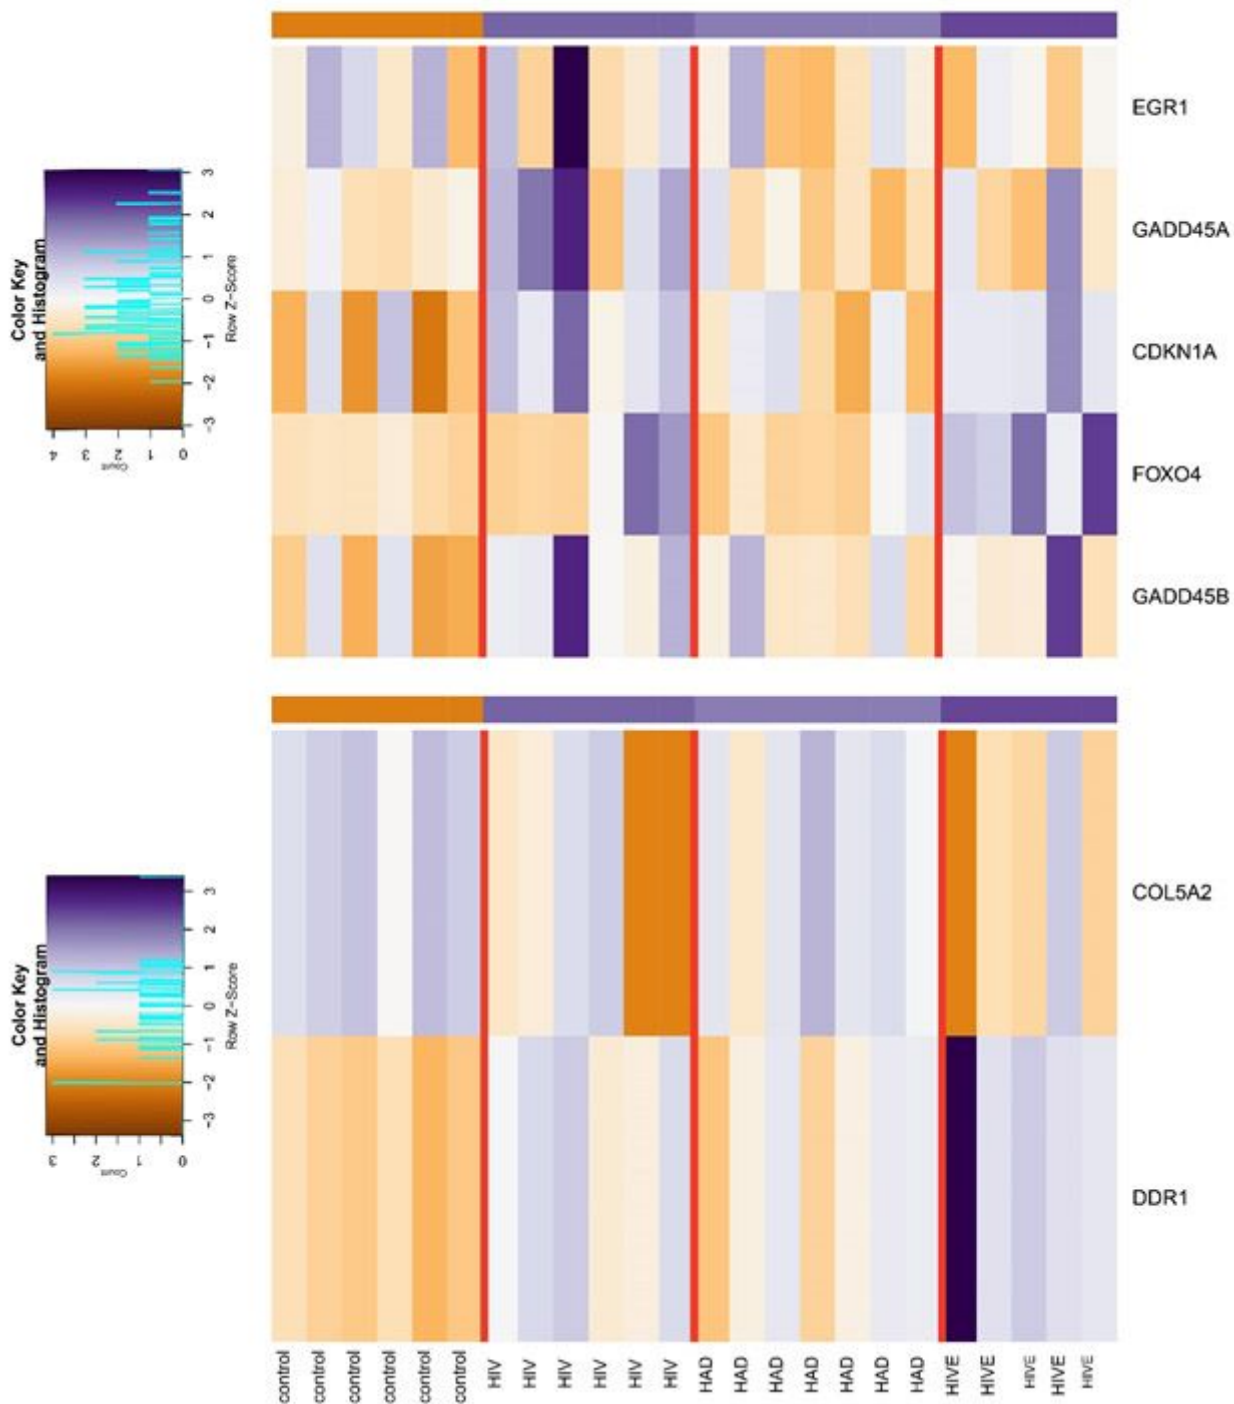 EGR1
GADD45A
CDKN1A
FOXO4
GADD45B
Color Key
and Histogram
Row Z-Score
3
2
1
0
-1
-2
-3
Count
4
3
2
1
0
COL5A2
DDR1
Color Key
and Histogram
Row Z-Score
3
2
1
0
-1
-2
-3
Count
3
2
1
0
control
control
control
control
control
control
HIV
HIV
HIV
HIV
HIV
HIV
HAD
HAD
HAD
HAD
HAD
HAD
HAD
HIVE
HIVE
HIVE
HIVE
HIVE